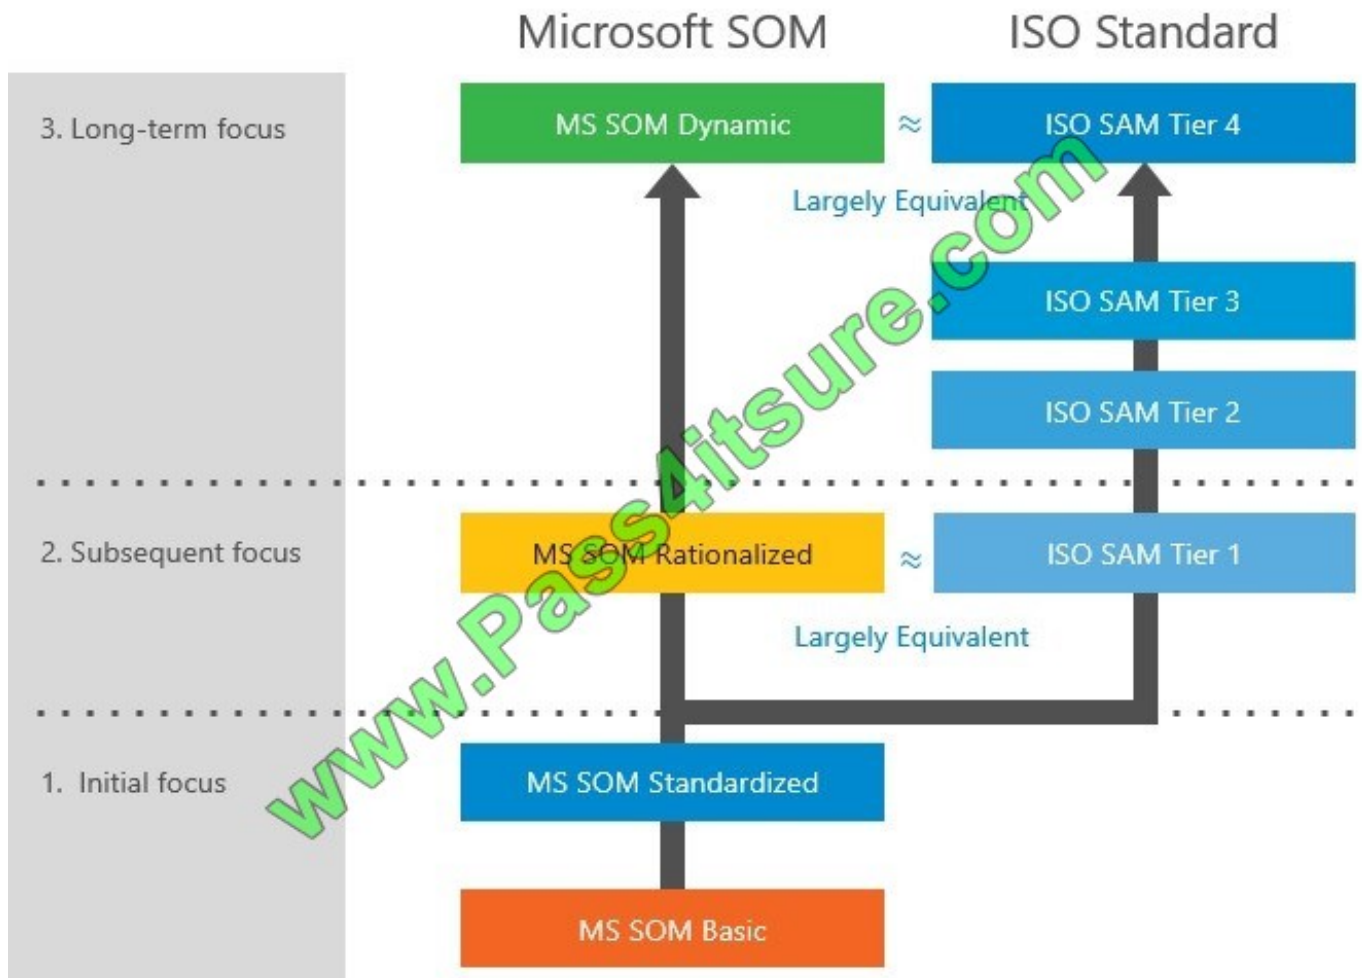 Microsoft SOM
ISO Standard
3. Long-term focus
MS SOM Dynamic
≈
ISO SAM Tier 4
Largely Equivalent
ISO SAM Tier 3
ISO SAM Tier 2
2. Subsequent focus
MS SOM Rationalized
≈
ISO SAM Tier 1
Largely Equivalent
1. Initial focus
MS SOM Standardized
MS SOM Basic
www.Pass4itsure.com